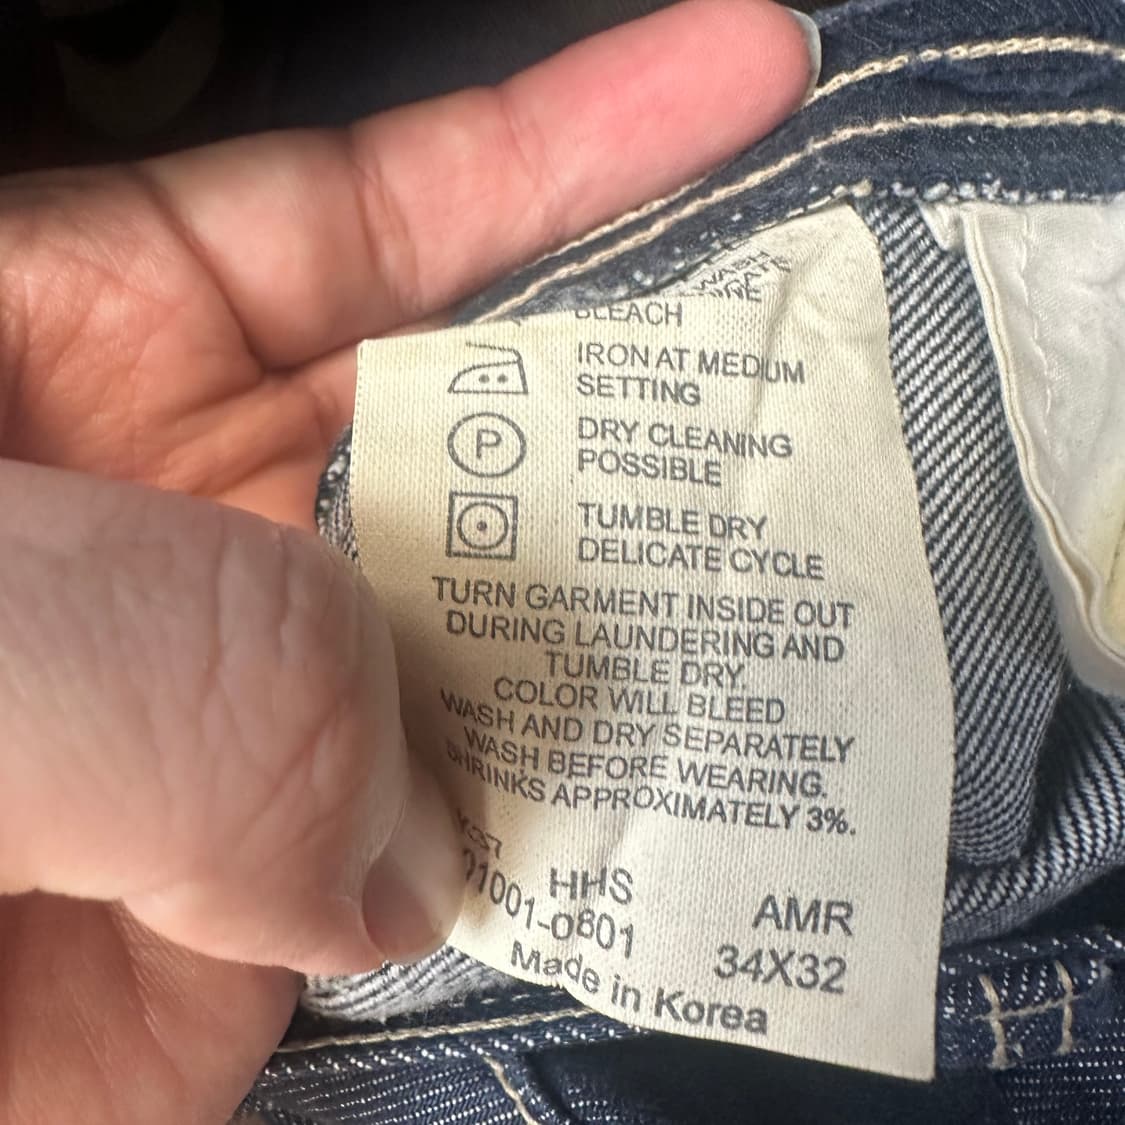 WASH
BLEACH
IRON AT MEDIUM
SETTING
P
DRY CLEANING
POSSIBLE
TUMBLE DRY
DELICATE CYCLE
TURN GARMENT INSIDE OUT
DURING LAUNDERING AND
TUMBLE DRY.
COLOR WILL BLEED
WASH AND DRY SEPARATELY
WASH BEFORE WEARING.
SHRINKS APPROXIMATELY 3%.
HHS AMR
01001-0801 34X32
Made in Korea